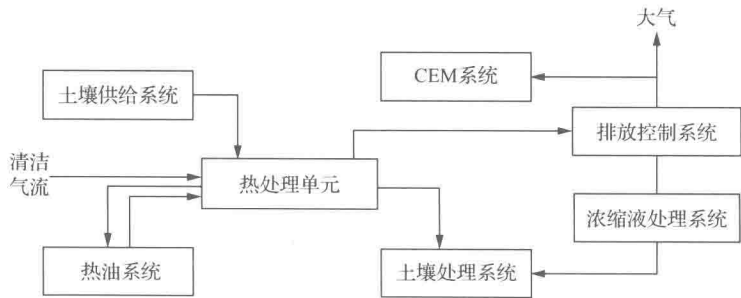 大气
CEM系统
土壤供给系统
排放控制系统
清洁
气流
热处理单元
浓缩液处理系统
热油系统
土壤处理系统